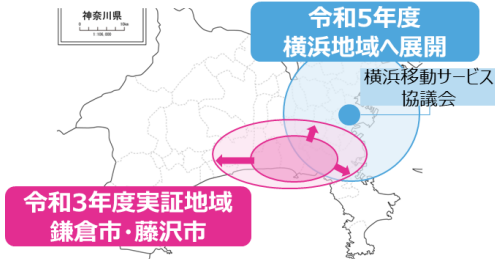 神奈川県
令和5年度
横浜地域へ展開
横浜移動サービス
協議会
令和3年度実証地域
鎌倉市・藤沢市